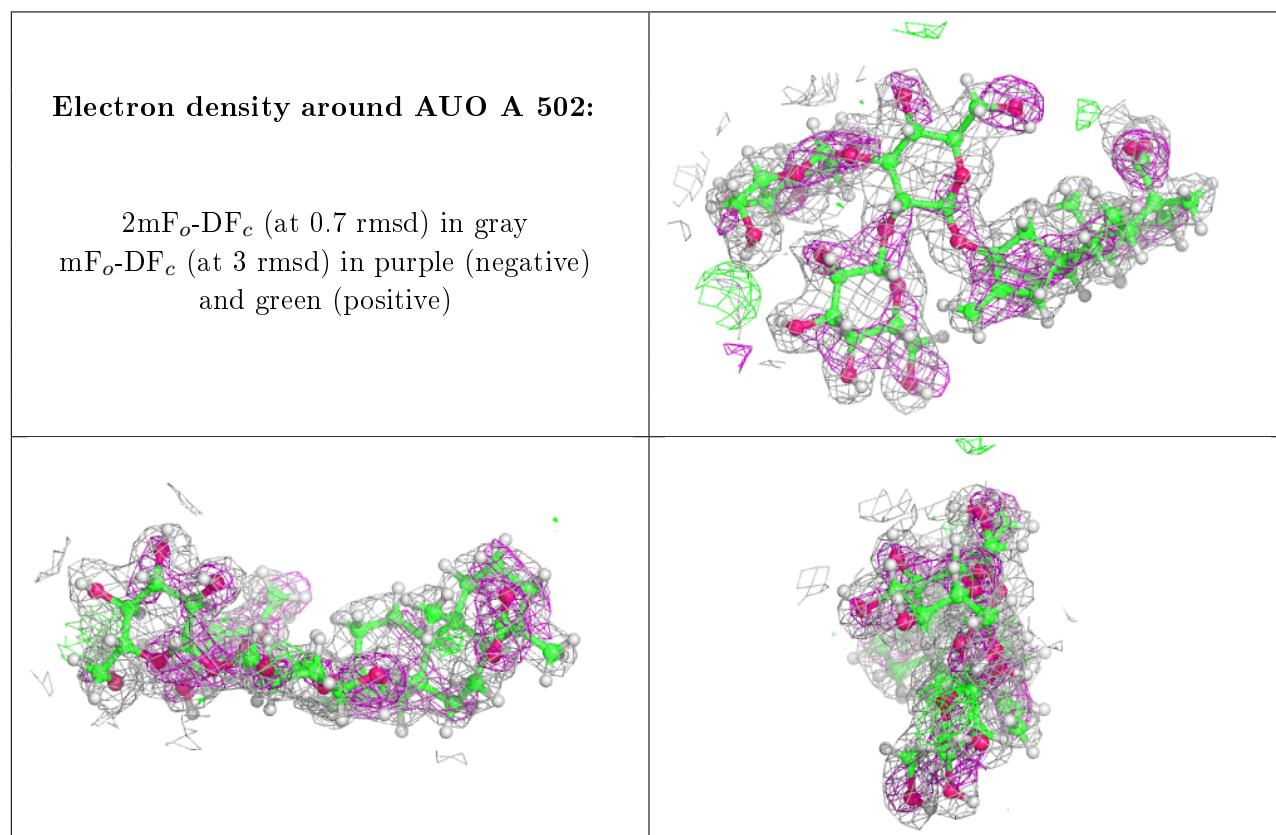 Electron density around AUO A 502:
2mFo-DFc (at 0.7 rmsd) in gray
mFo-DFc (at 3 rmsd) in purple (negative)
and green (positive)